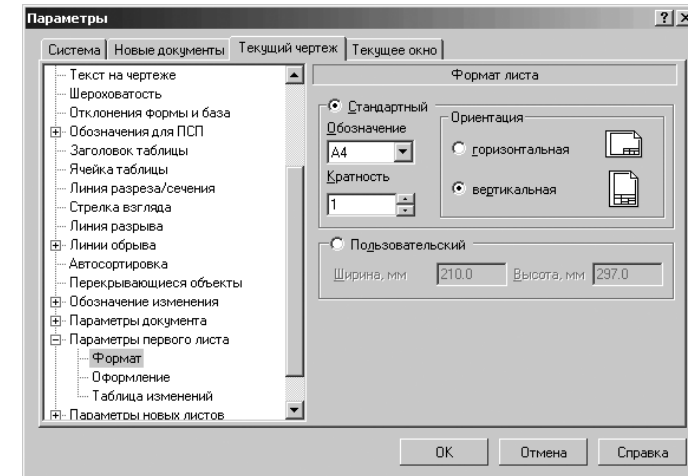 Параметры
Система
Новые документы
Текущий чертеж
Текущее окно
Текст на чертеже
Шероховатость
Отклонения формы и база
Обозначения для ПСП
Заголовок таблицы
Ячейка таблицы
Линия разреза/сечения
Стрелка взгляда
Линия разрыва
Линии обрыва
Автосортировка
Перекрывающиеся объекты
Обозначение изменения
Параметры документа
Параметры первого листа
Формат
Оформление
Таблица изменений
Параметры новых листов
Формат листа
Стандартный
Обозначение
A4
Кратность
1
Ориентация
горизонтальная
вертикальная
Пользовательский
Ширина, мм 210.0 Высота, мм 297.0
OK Отмена Справка